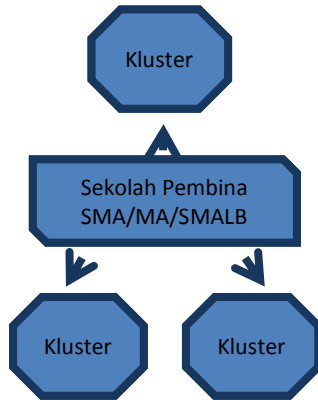 Kluster
Sekolah Pembina
SMA/MA/SMALB
Kluster
Kluster